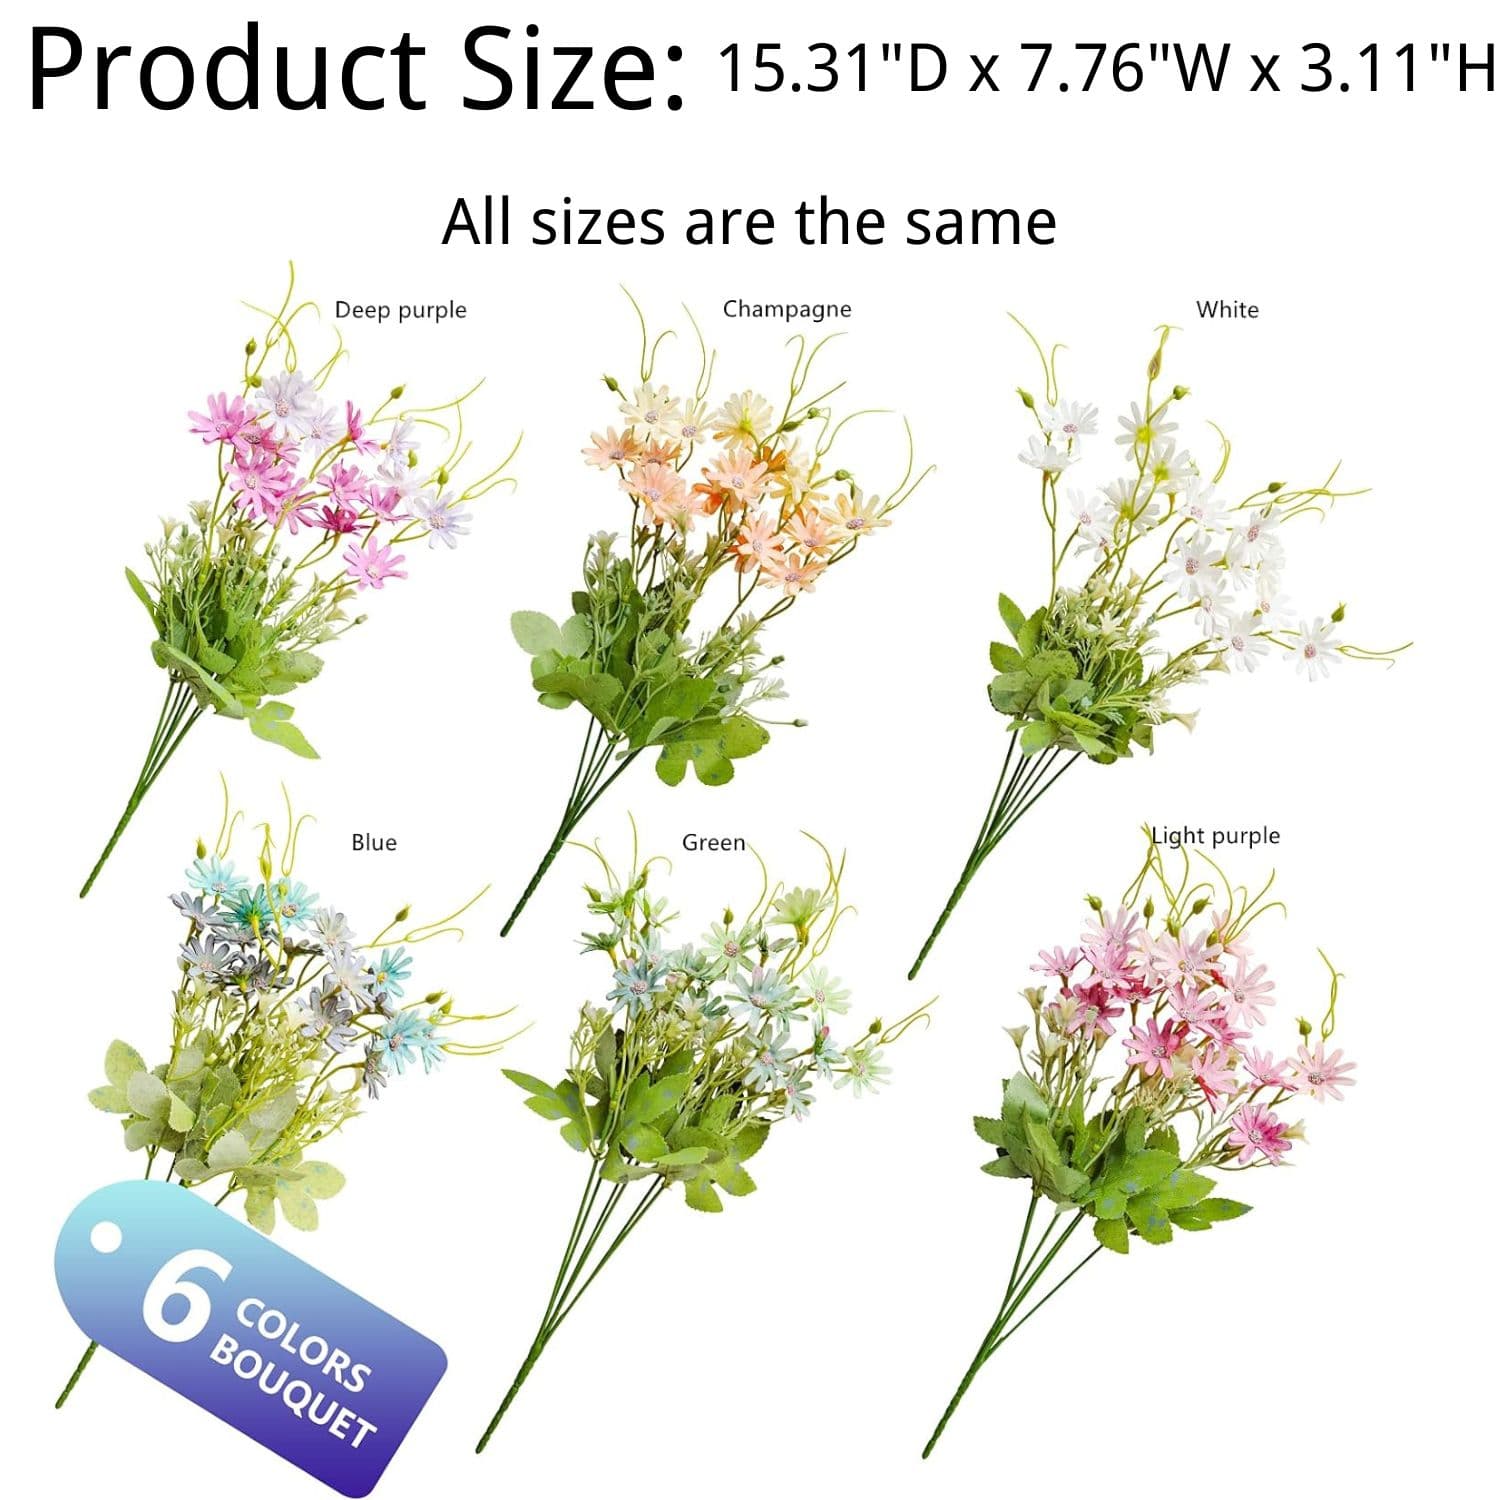 Product Size: 15.31"D x 7.76"W x 3.11"H
All sizes are the same
Deep purple
Champagne
White
Blue
Green
Light purple
6 COLORS
BOUQUET